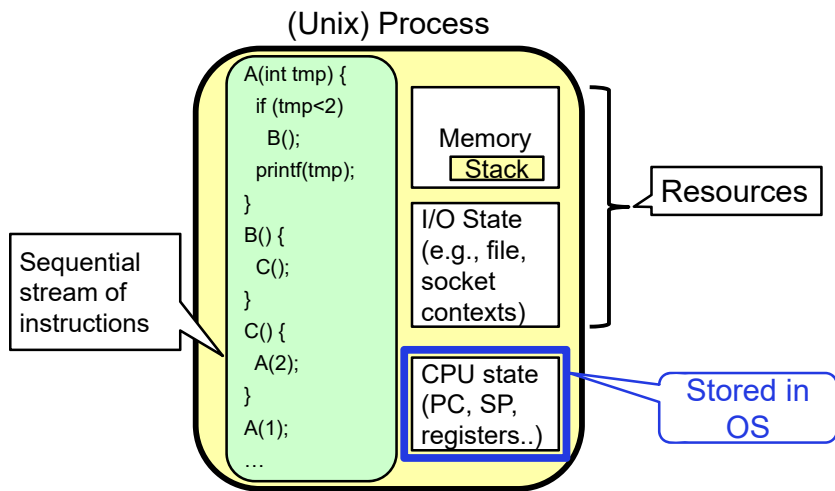 (Unix) Process
A(int tmp) {
if (tmp<2)
B();
printf(tmp);
}
B() {
C();
}
C() {
A(2);
}
A(1);
…
Sequential
stream of
instructions
Memory
Stack
I/O State
(e.g., file,
socket
contexts)
CPU state
(PC, SP,
registers..)
Resources
Stored in
OS